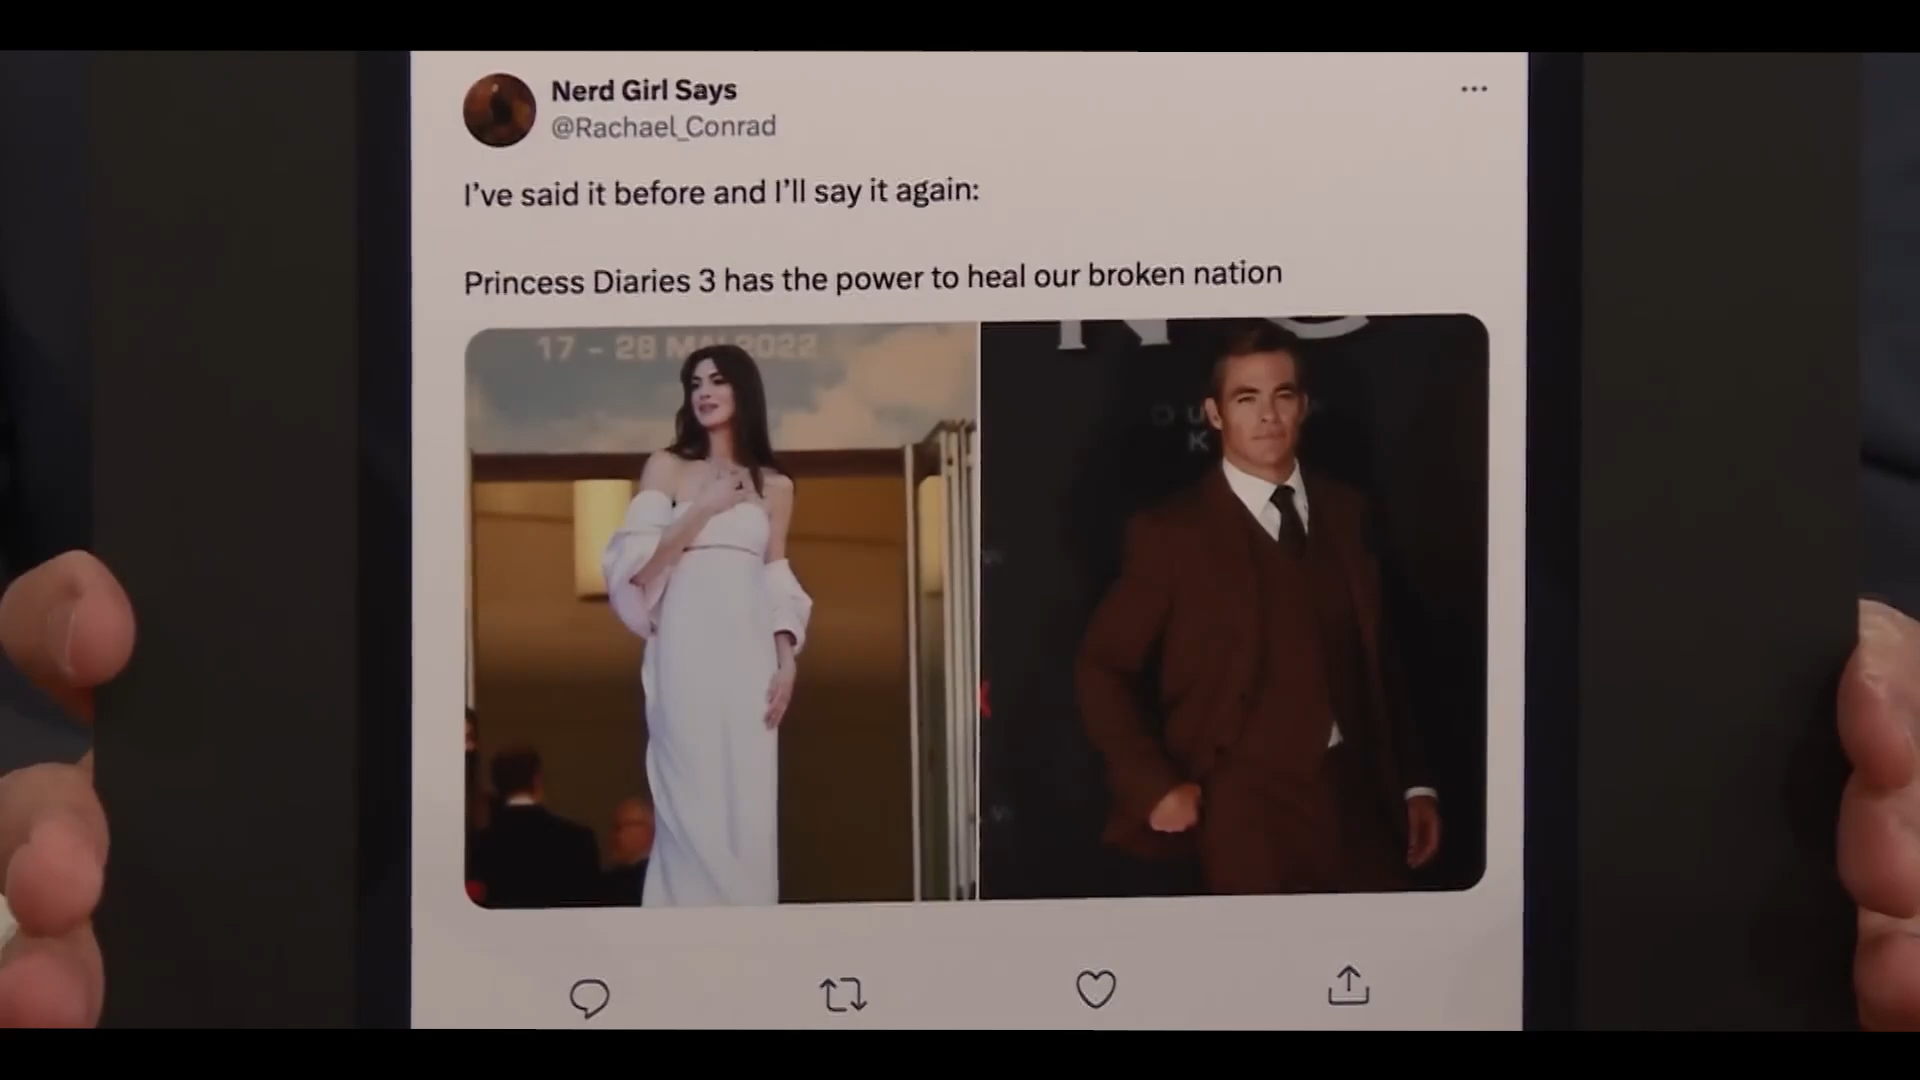 Nerd Girl Says
@Rachael_Conrad
I’ve said it before and I’ll say it again:
Princess Diaries 3 has the power to heal our broken nation
17 - 28 MAI 2022